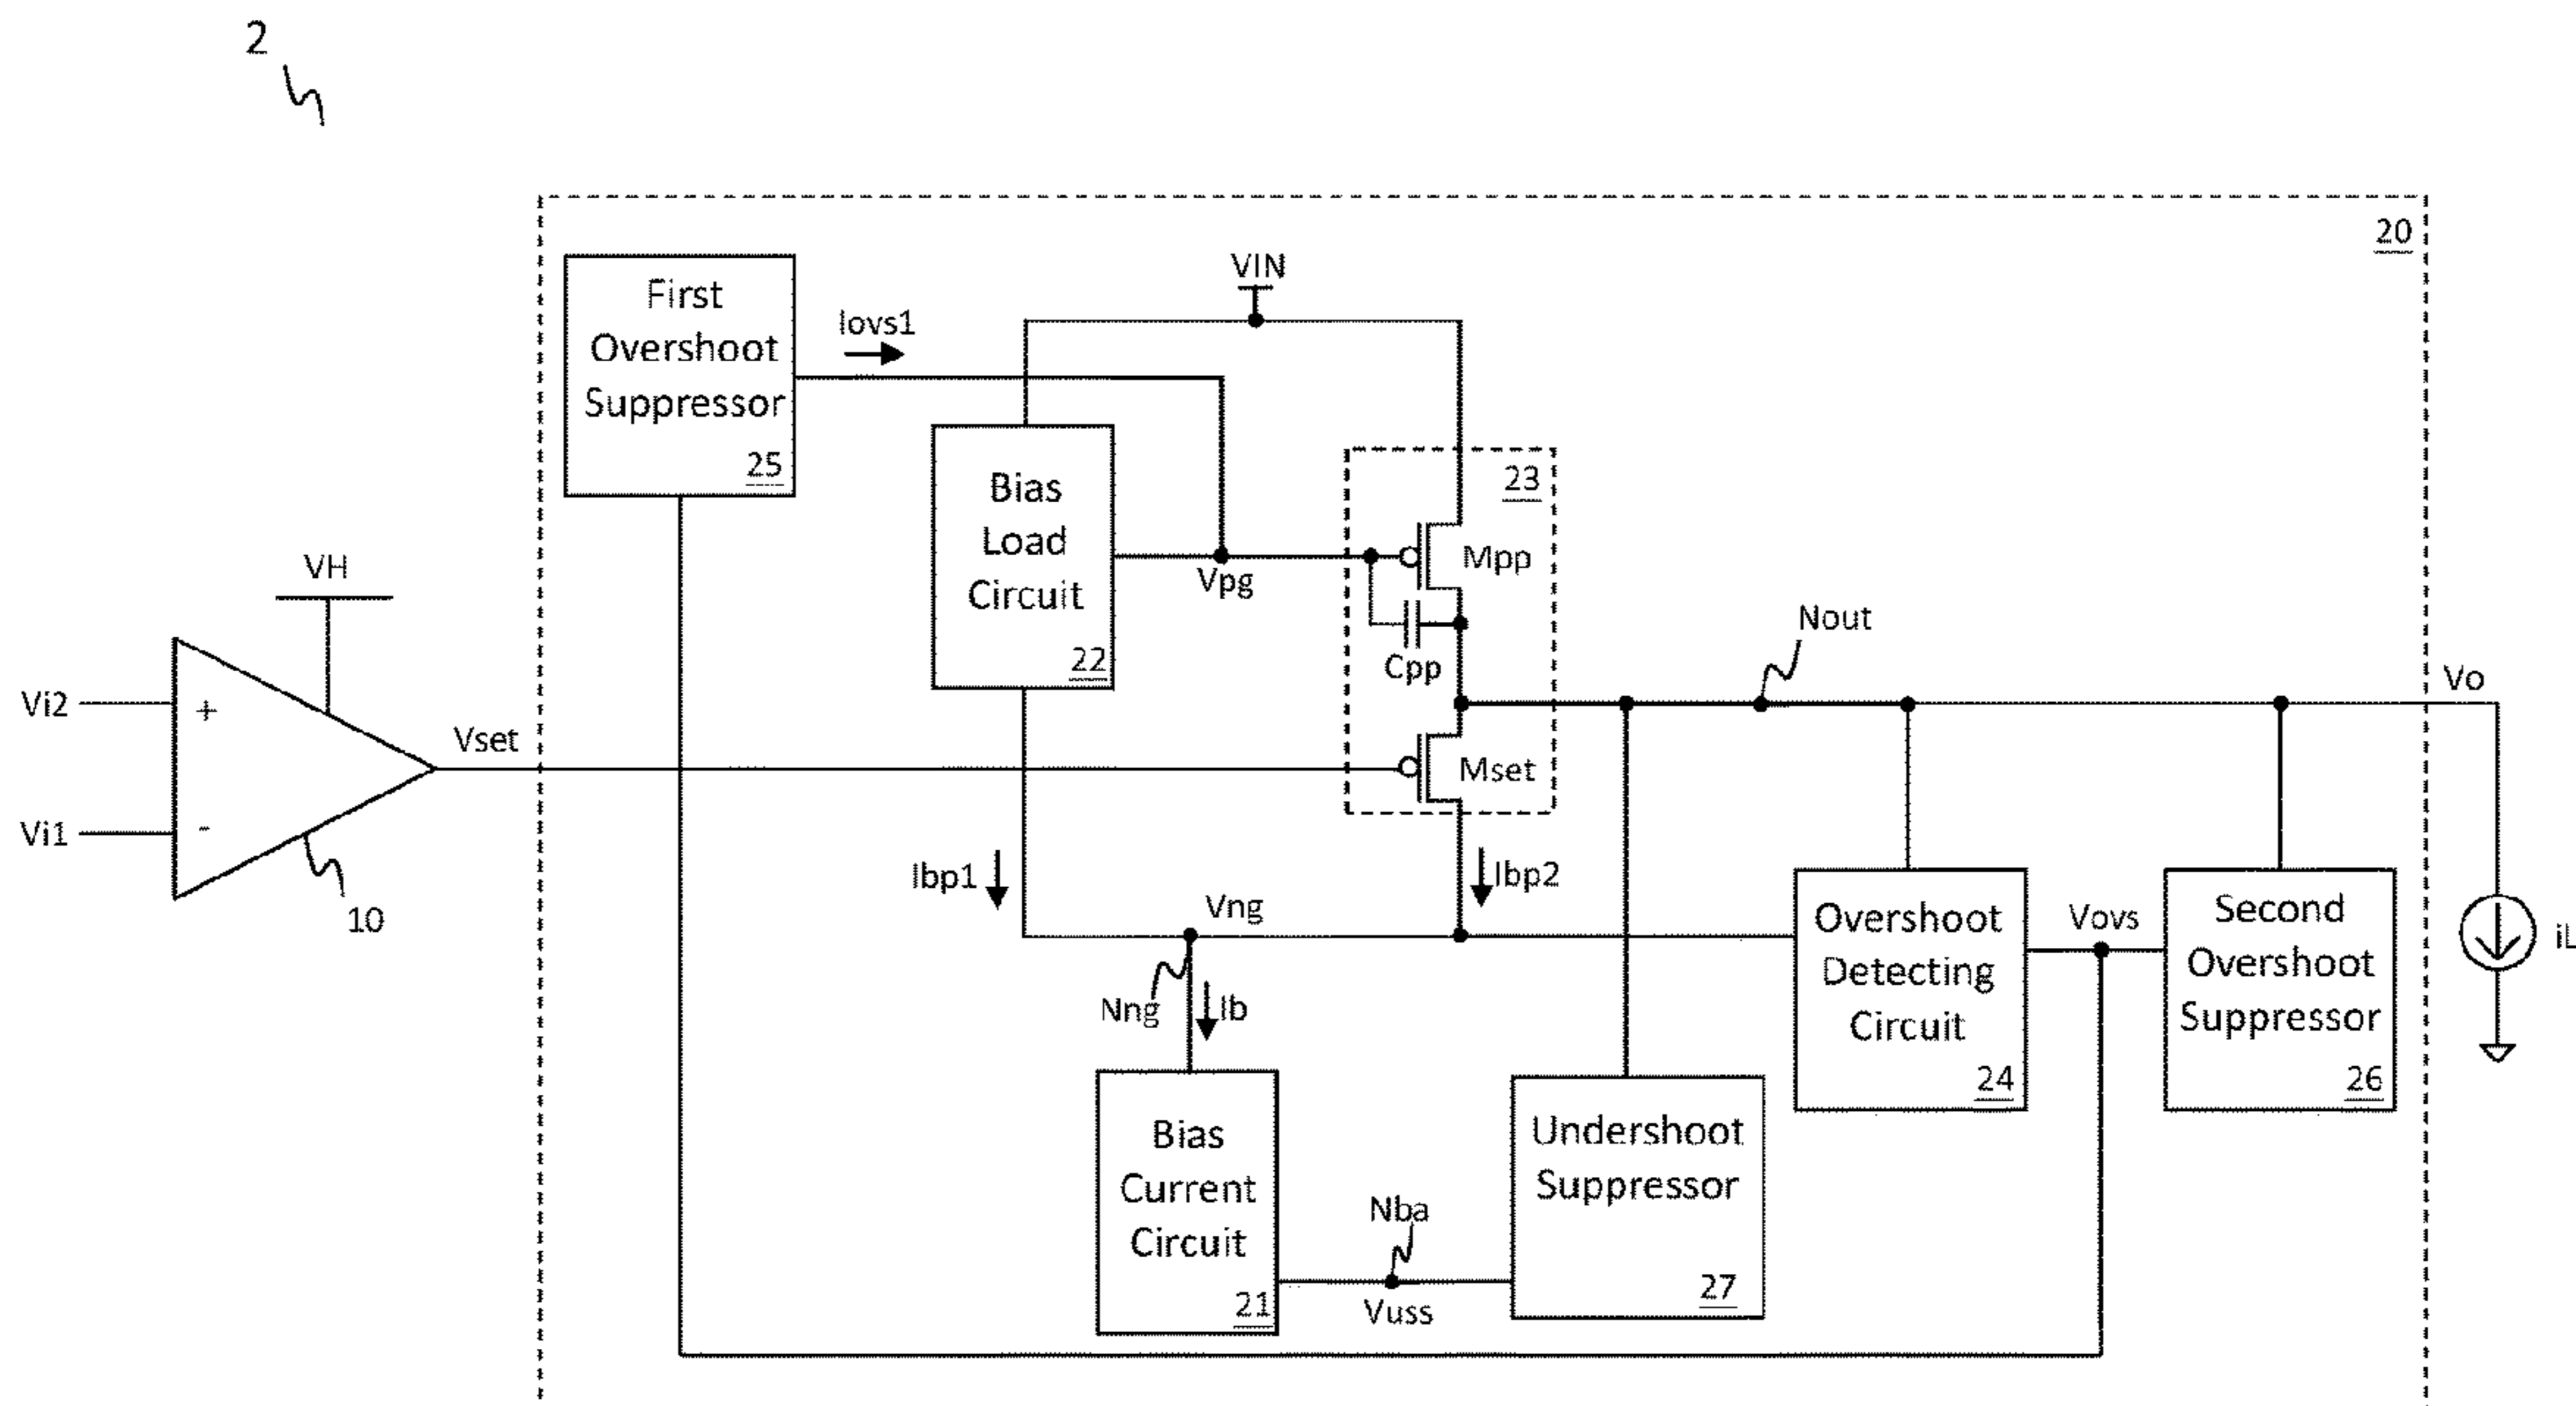 2
20
VIN
First
Overshoot
Suppressor
25
Iovs1
Bias
Load
Circuit
22
23
Mpp
Vpg
Cpp
Nout
Vo
VH
Vi2
+
Vset
Mset
Vi1
-
10
Ibp1
Ibp2
Vng
Nng
Ib
Overshoot
Detecting
Circuit
24
Vovs
Second
Overshoot
Suppressor
26
iL
Bias
Current
Circuit
21
Nba
Vuss
Undershoot
Suppressor
27